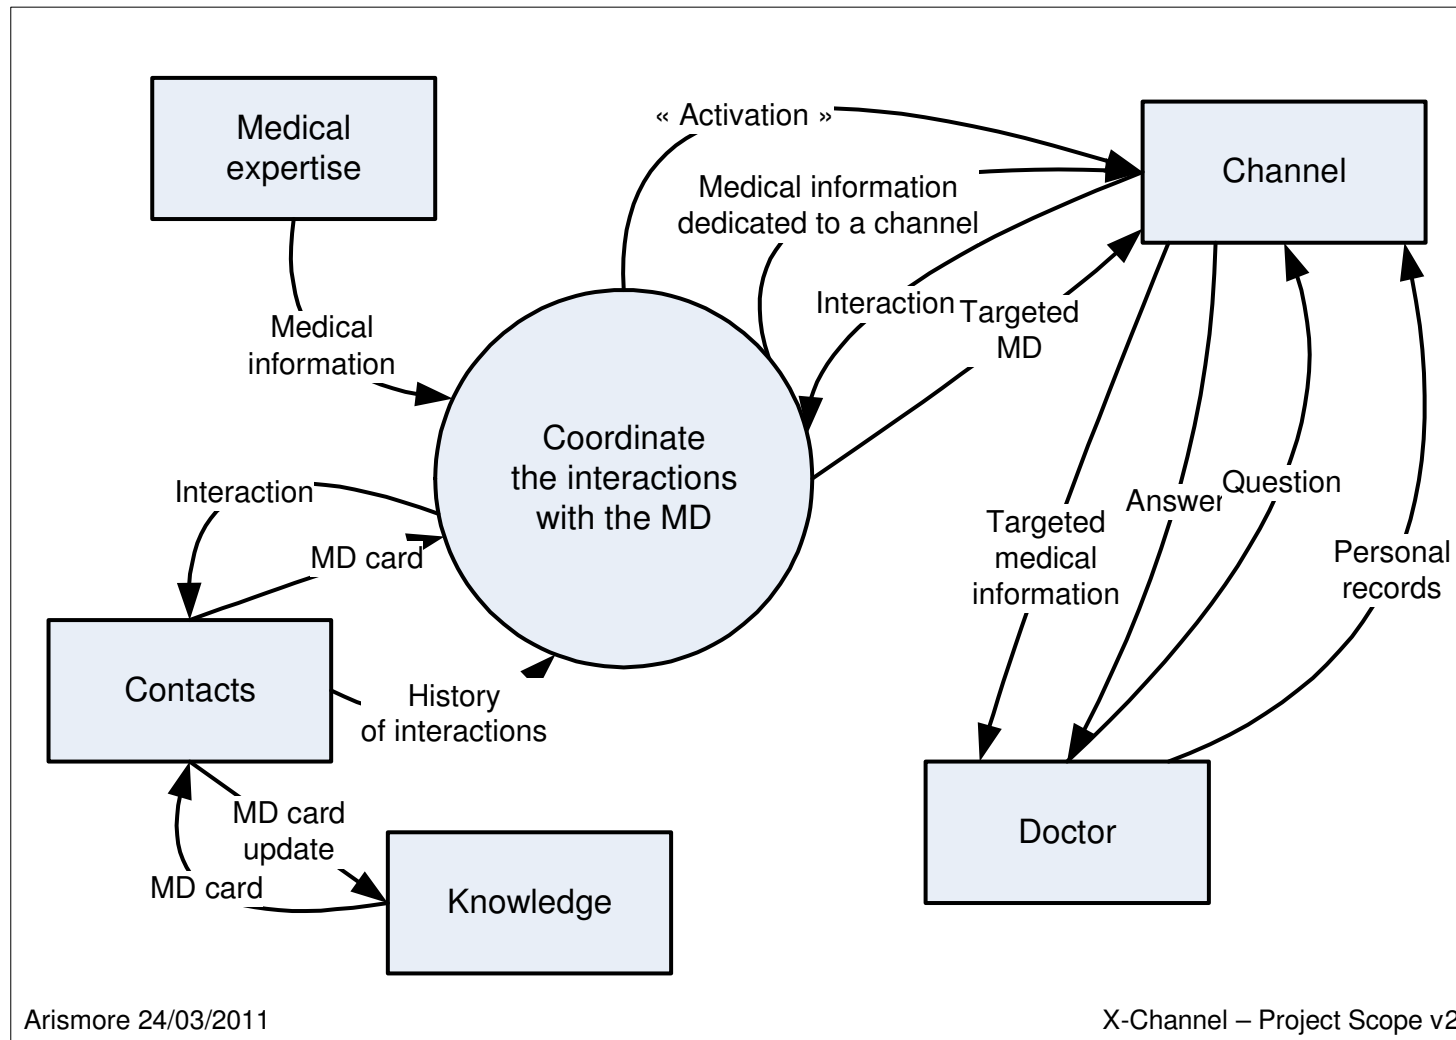 Medical
expertise
« Activation »
Channel
Medical information
dedicated to a channel
Interaction
Targeted
MD
Medical
information
Coordinate
the interactions
with the MD
Interaction
MD card
Question
Answer
Targeted
medical
information
Personal
records
Contacts
History
of interactions
MD card
update
MD card
Knowledge
Doctor
Arismore 24/03/2011
X-Channel – Project Scope v2